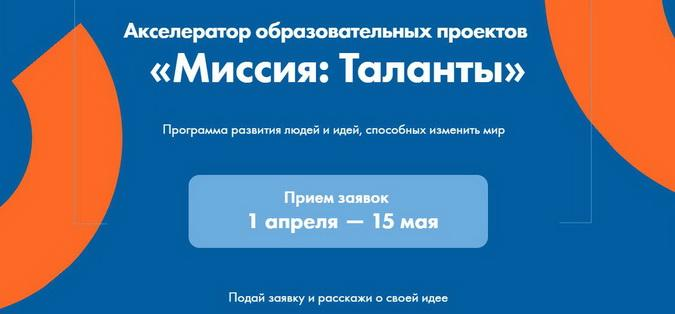 Акселератор образовательных проектов
«Миссия: Таланты»
Программа развития людей и идей, способных изменить мир
Прием заявок
1 апреля — 15 мая
Подай заявку и расскажи о своей идее